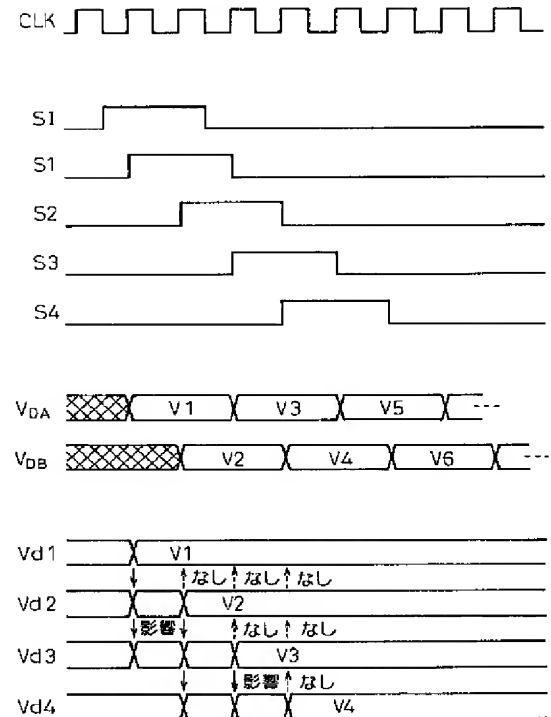 CLK
SI
S1
S2
S3
S4
VDA V1 V3 V5
VDB V2 V4 V6
Vd1 V1
なし なし なし
Vd2 V2
影響 なし なし
Vd3 V3
影響 なし
Vd4 V4